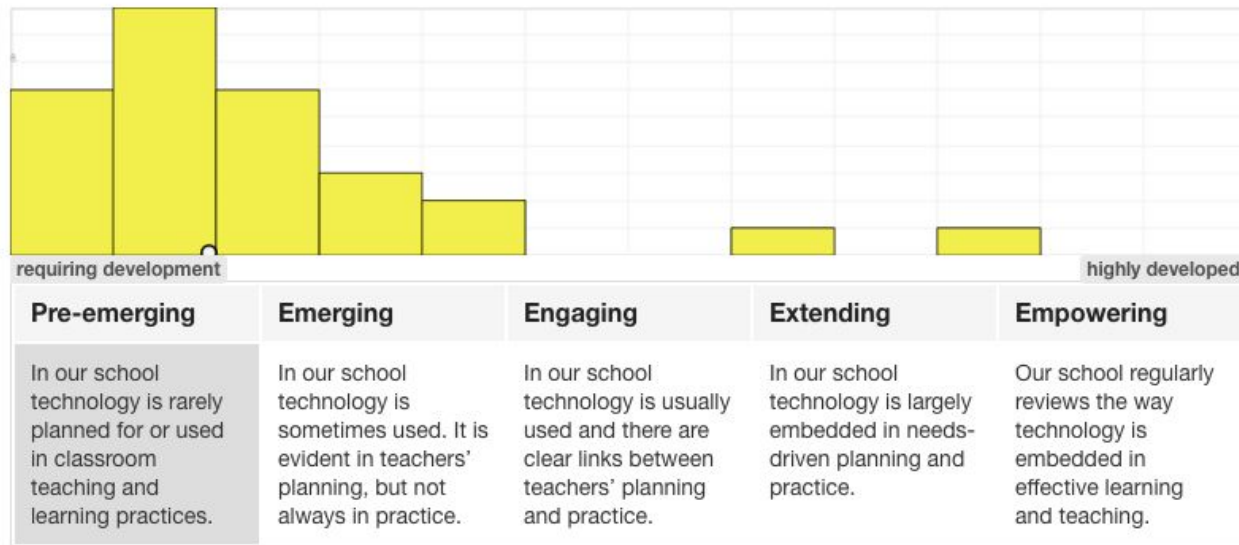 requiring development
highly developed
Pre-emerging
Emerging
Engaging
Extending
Empowering
In our school
technology is rarely
planned for or used
in classroom
teaching and
learning practices.
In our school
technology is
sometimes used. It is
evident in teachers’
planning, but not
always in practice.
In our school
technology is usually
used and there are
clear links between
teachers’ planning
and practice.
In our school
technology is largely
embedded in needs-
driven planning and
practice.
Our school regularly
reviews the way
technology is
embedded in
effective learning
and teaching.